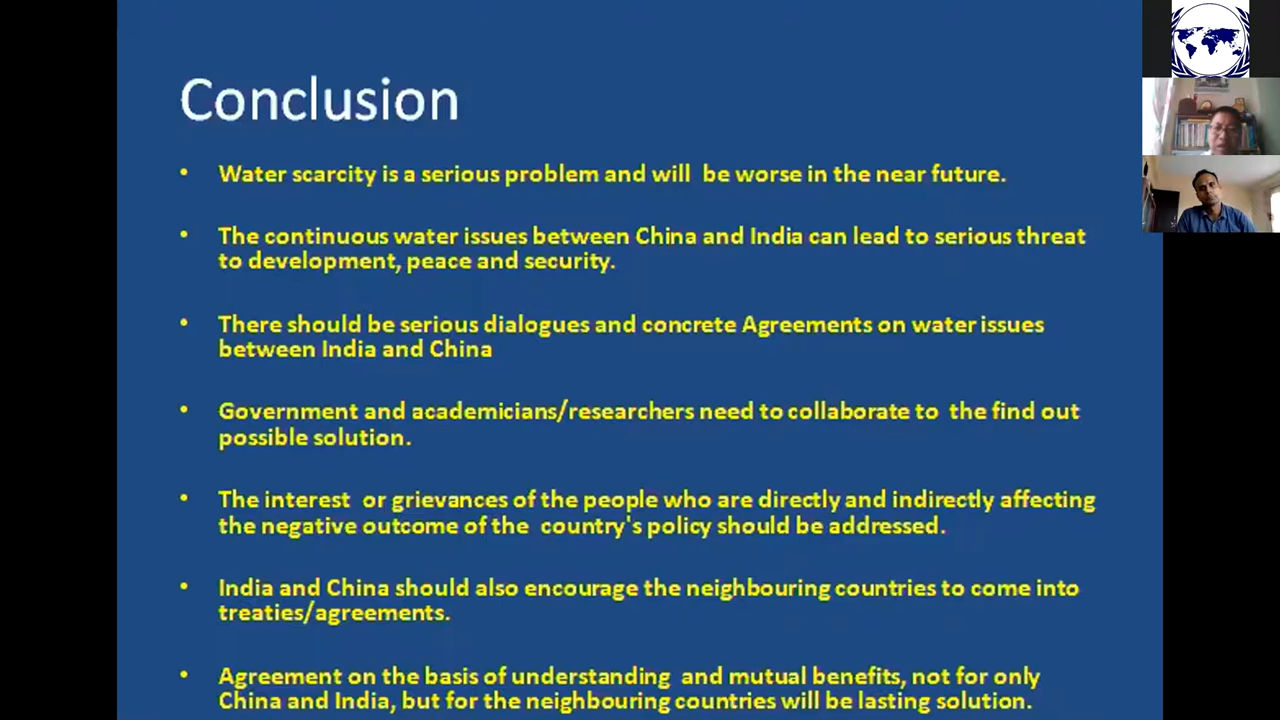 Conclusion
• Water scarcity is a serious problem and will  be worse in the near future.
• The continuous water issues between China and India can lead to serious threat
to development, peace and security.
• There should be serious dialogues and concrete Agreements on water issues
between India and China
• Government and academicians/researchers need to collaborate to  the find out
possible solution.
• The interest  or grievances of the people who are directly and indirectly affecting
the negative outcome of the  country's policy should be addressed.
• India and China should also encourage the neighbouring countries to come into
treaties/agreements.
• Agreement on the basis of understanding  and mutual benefits, not for only
China and India, but for the neighbouring countries will be lasting solution.